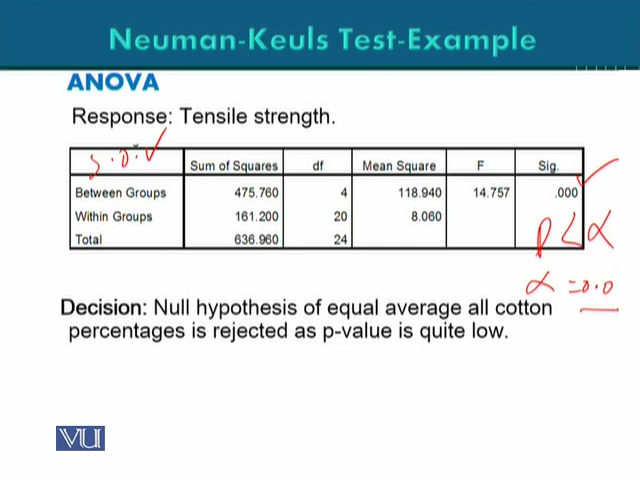 Neuman-Keuls Test-Example
ANOVA
Response: Tensile strength.
S.O.V
Sum of Squares df Mean Square F Sig.
Between Groups 475.760 4 118.940 14.757 .000
Within Groups 161.200 20 8.060
Total 636.960 24
P < α
α = 0.0
Decision: Null hypothesis of equal average all cotton
percentages is rejected as p-value is quite low.
VU